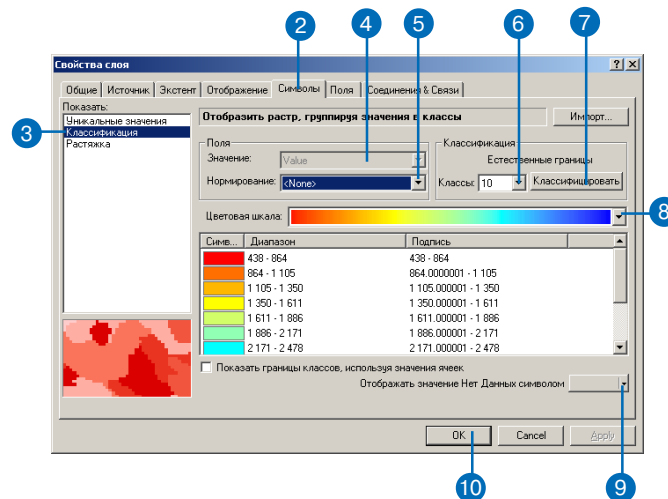 2
4
5
6
7
Свойства слоя
Общие Источник Экстент Отображение Символы Поля Соединения & Связи
Показать:
3
Уникальные значения
Классификация
Растяжка
Отобразить растр, группируя значения в классы
Импорт...
Поля
Значение: Value
Нормирование: <None>
Классификация
Естественные границы
Классы: 10 Классифицировать
Цветовая шкала:
8
Симв... Диапазон Подпись
438 - 864 438 - 864
864 - 1 105 864.0000001 - 1 105
1 105 - 1 350 1 105.000001 - 1 350
1 350 - 1 611 1 350.000001 - 1 611
1 611 - 1 886 1 611.000001 - 1 886
1 886 - 2 171 1 886.000001 - 2 171
2 171 - 2 478 2 171.000001 - 2 478
Показать границы классов, используя значения ячеек
Отображать значение Нет Данных символом
OK Cancel Apply
10
9